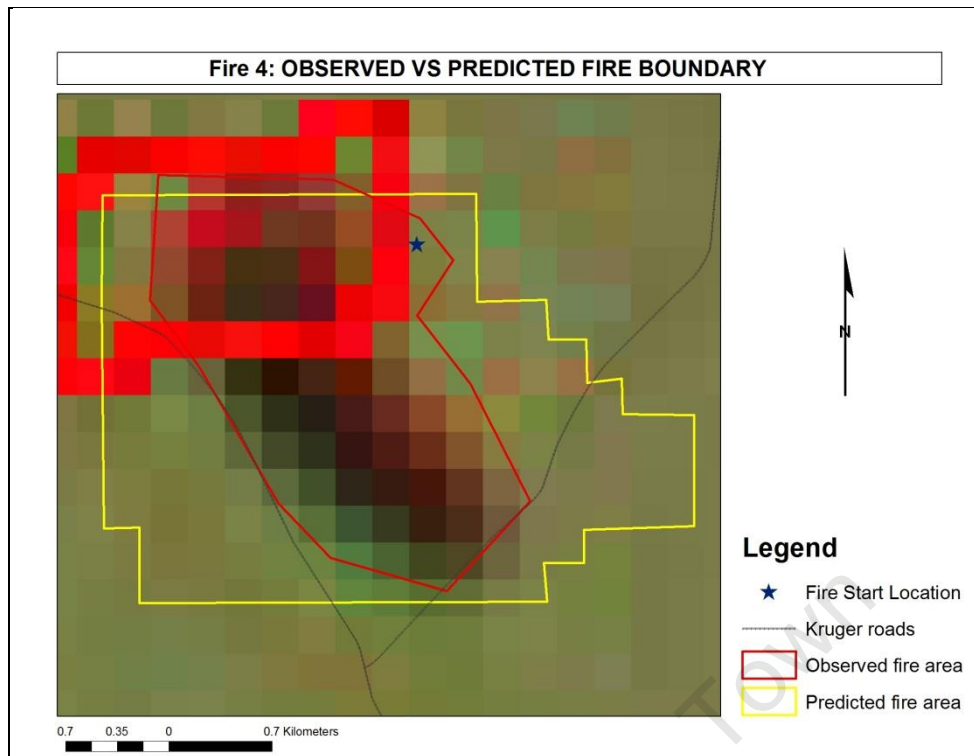 Fire 4: OBSERVED VS PREDICTED FIRE BOUNDARY
N
Legend
Fire Start Location
Kruger roads
Observed fire area
Predicted fire area
0.7 0.35 0 0.7 Kilometers
Town